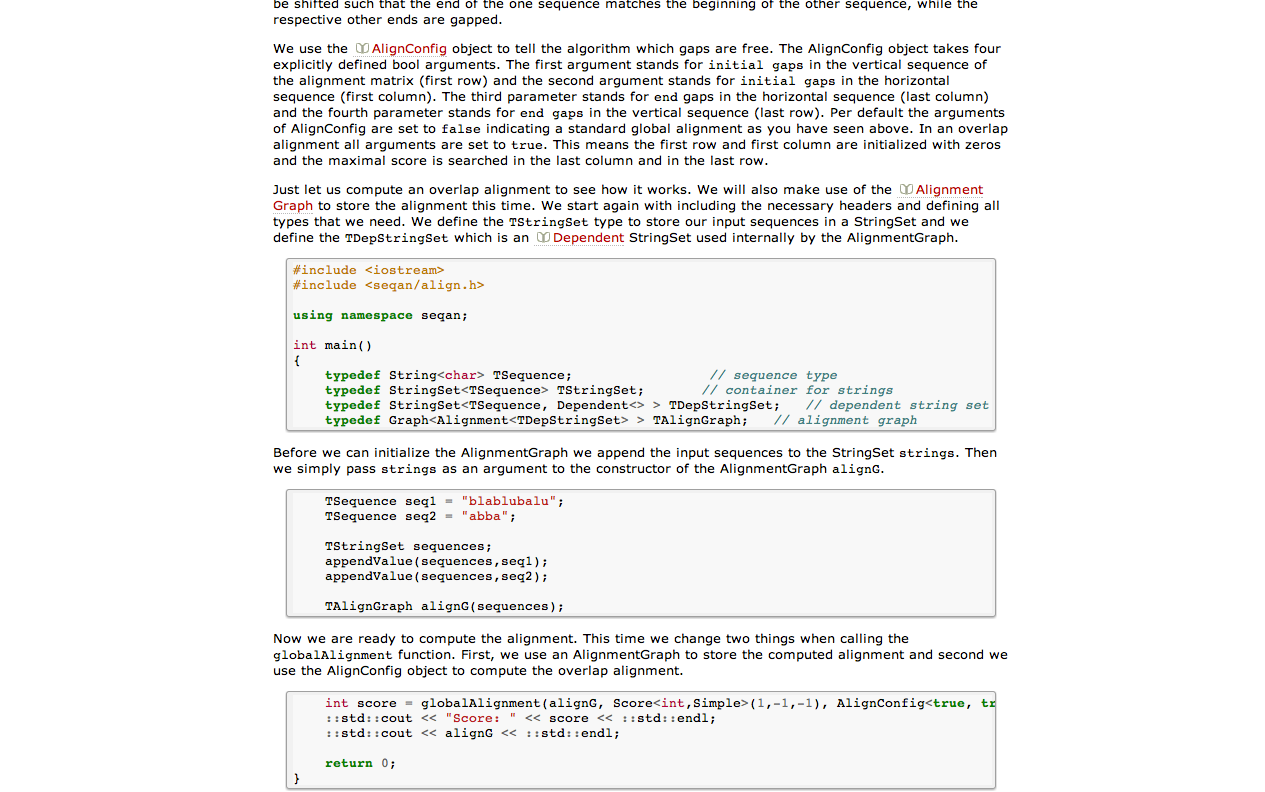 be shifted such that the end of the one sequence matches the beginning of the other sequence, while the
respective other ends are gapped.
We use the AlignConfig object to tell the algorithm which gaps are free. The AlignConfig object takes four
explicitly defined bool arguments. The first argument stands for initial gaps in the vertical sequence of
the alignment matrix (first row) and the second argument stands for initial gaps in the horizontal
sequence (first column). The third parameter stands for end gaps in the horizontal sequence (last column)
and the fourth parameter stands for end gaps in the vertical sequence (last row). Per default the arguments
of AlignConfig are set to false indicating a standard global alignment as you have seen above. In an overlap
alignment all arguments are set to true. This means the first row and first column are initialized with zeros
and the maximal score is searched in the last column and in the last row.
Just let us compute an overlap alignment to see how it works. We will also make use of the Alignment
Graph to store the alignment this time. We start again with including the necessary headers and defining all
types that we need. We define the TStringSet type to store our input sequences in a StringSet and we
define the TDepStringSet which is an Dependent StringSet used internally by the AlignmentGraph.
#include <iostream>
#include <seqan/align.h>
using namespace seqan;
int main()
{
    typedef String<char> TSequence;                 // sequence type
    typedef StringSet<TSequence> TStringSet;       // container for strings
    typedef StringSet<TSequence, Dependent<> > TDepStringSet;   // dependent string set
    typedef Graph<Alignment<TDepStringSet> > TAlignGraph;   // alignment graph
Before we can initialize the AlignmentGraph we append the input sequences to the StringSet strings. Then
we simply pass strings as an argument to the constructor of the AlignmentGraph alignG.
    TSequence seq1 = "blablubalu";
    TSequence seq2 = "abba";
    TStringSet sequences;
    appendValue(sequences,seq1);
    appendValue(sequences,seq2);
    TAlignGraph alignG(sequences);
Now we are ready to compute the alignment. This time we change two things when calling the
globalAlignment function. First, we use an AlignmentGraph to store the computed alignment and second we
use the AlignConfig object to compute the overlap alignment.
    int score = globalAlignment(alignG, Score<int,Simple>(1,-1,-1), AlignConfig<true, tr
    ::std::cout << "Score: " << score << ::std::endl;
    ::std::cout << alignG << ::std::endl;
    return 0;
}